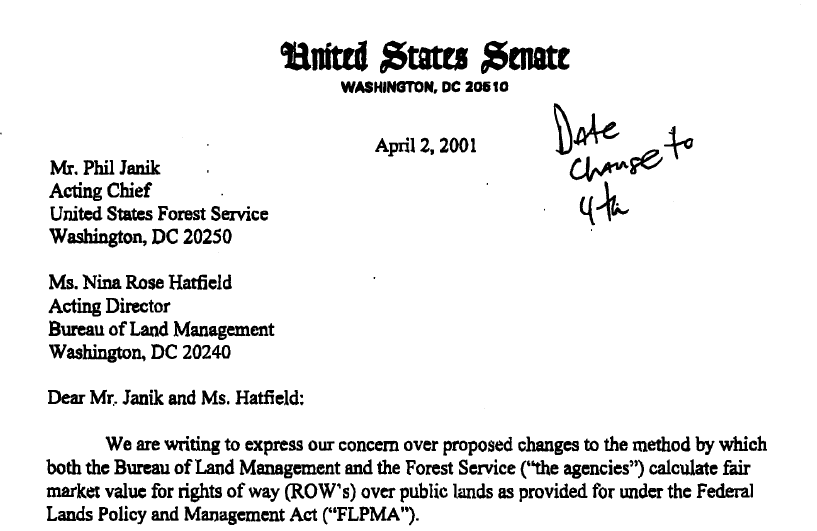 United States Senate
WASHINGTON, DC 20510
April 2, 2001
Date
change to
4th
Mr. Phil Janik
Acting Chief
United States Forest Service
Washington, DC 20250
Ms. Nina Rose Hatfield
Acting Director
Bureau of Land Management
Washington, DC 20240
Dear Mr. Janik and Ms. Hatfield:
We are writing to express our concern over proposed changes to the method by which
both the Bureau of Land Management and the Forest Service ("the agencies") calculate fair
market value for rights of way (ROW's) over public lands as provided for under the Federal
Lands Policy and Management Act ("FLPMA").